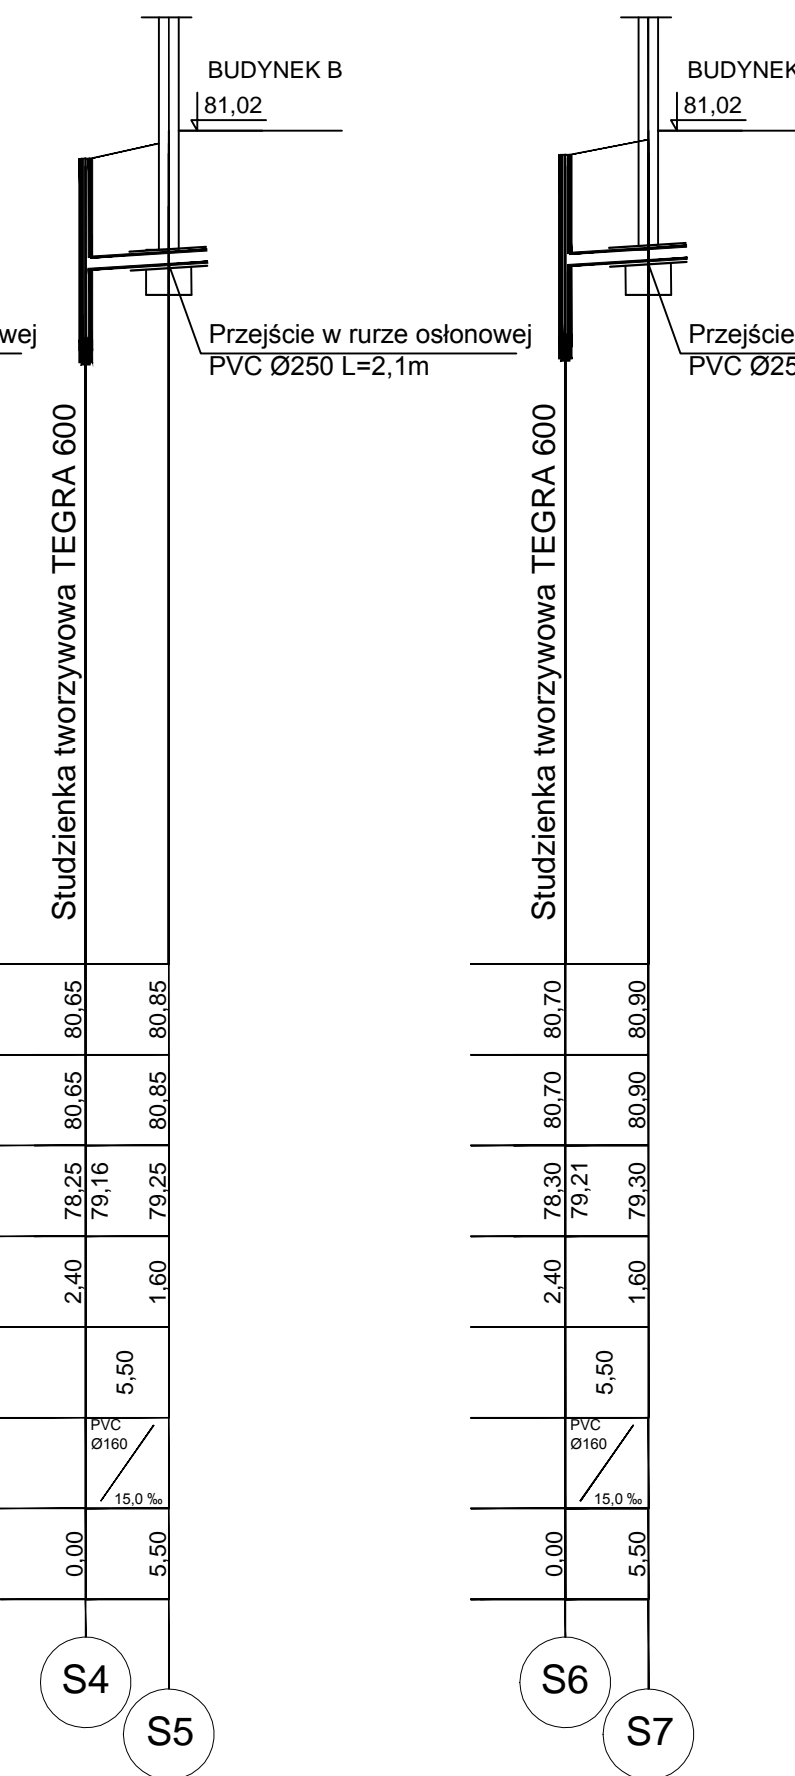 BUDYNEK B
81,02
wej
Przejście w rurze osłonowej
PVC Ø250 L=2,1m
Studzienka tworzywowa TEGRA 600
80,65
80,85
80,65
80,85
78,25
79,16
79,25
2,40
1,60
5,50
PVC
Ø160
15,0 ‰
0,00
5,50
S4
S5
BUDYNEK
81,02
Przejście
PVC Ø25
Studzienka tworzywowa TEGRA 600
80,70
80,90
80,70
80,90
78,30
79,21
79,30
2,40
1,60
5,50
PVC
Ø160
15,0 ‰
0,00
5,50
S6
S7